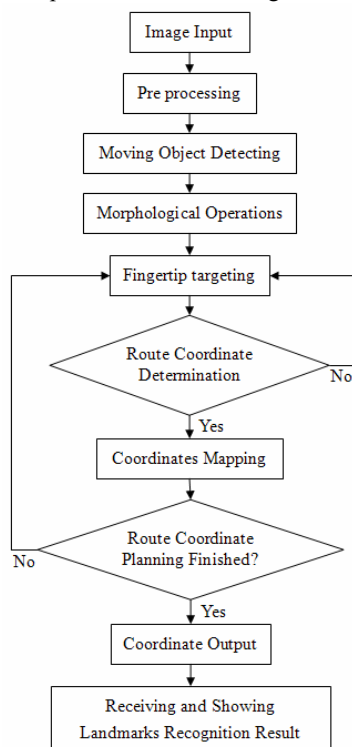 Image Input
Pre processing
Moving Object Detecting
Morphological Operations
Fingertip targeting
Route Coordinate
Determination
No
Yes
Coordinates Mapping
Route Coordinate
Planning Finished?
No
Yes
Coordinate Output
Receiving and Showing
Landmarks Recognition Result